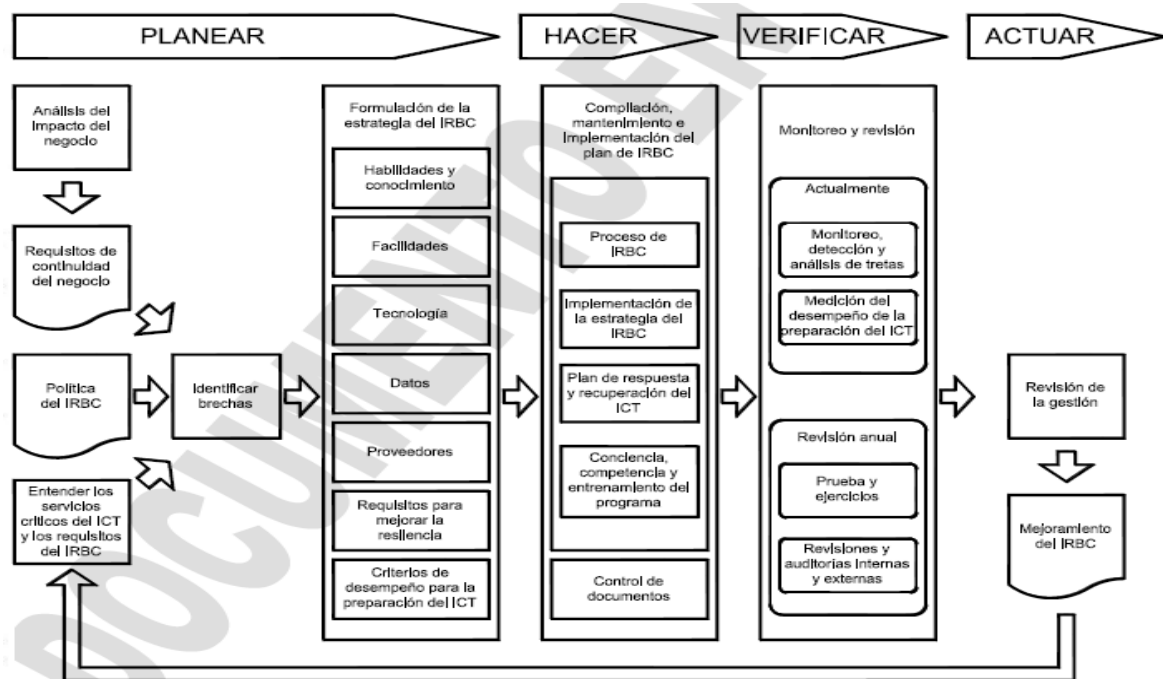 PLANEAR
HACER
VERIFICAR
ACTUAR
Análisis del
impacto del
negocio
Requisitos de
continuidad
del negocio
Política
del IRBC
Entender los
servicios
críticos del ICT
y los requisitos
del IRBC
Identificar
brechas
Formulación de la
estrategia del IRBC
Habilidades y
conocimiento
Facilidades
Tecnología
Datos
Proveedores
Requisitos para
mejorar la
resiliencia
Criterios de
desempeño para la
preparación del ICT
Compilación,
mantenimiento e
implementación del
plan de IRBC
Proceso de
IRBC
Implementación de
la estrategia del
IRBC
Plan de respuesta
y recuperación del
ICT
Conciencia,
competencia y
entrenamiento del
programa
Control de
documentos
Monitoreo y revisión
Actualmente
Monitoreo,
detección y
análisis de tretas
Medición del
desempeño de la
preparación del ICT
Revisión anual
Prueba y
ejercicios
Revisiones y
auditorias internas
y externas
Revisión de
la gestión
Mejoramiento
del IRBC
DOCUMENTO EN